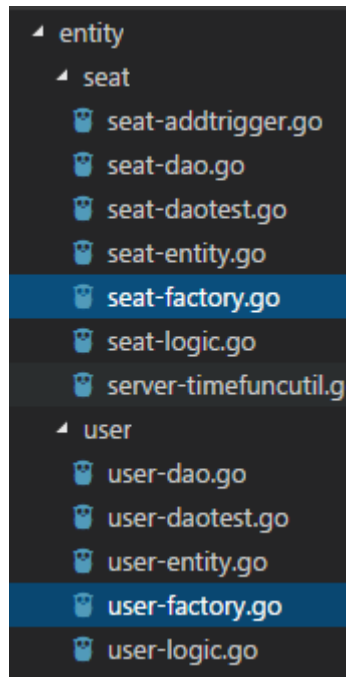 entity
seat
seat-addtrigger.go
seat-dao.go
seat-daotest.go
seat-entity.go
seat-factory.go
seat-logic.go
server-timefuncutil.g
user
user-dao.go
user-daotest.go
user-entity.go
user-factory.go
user-logic.go